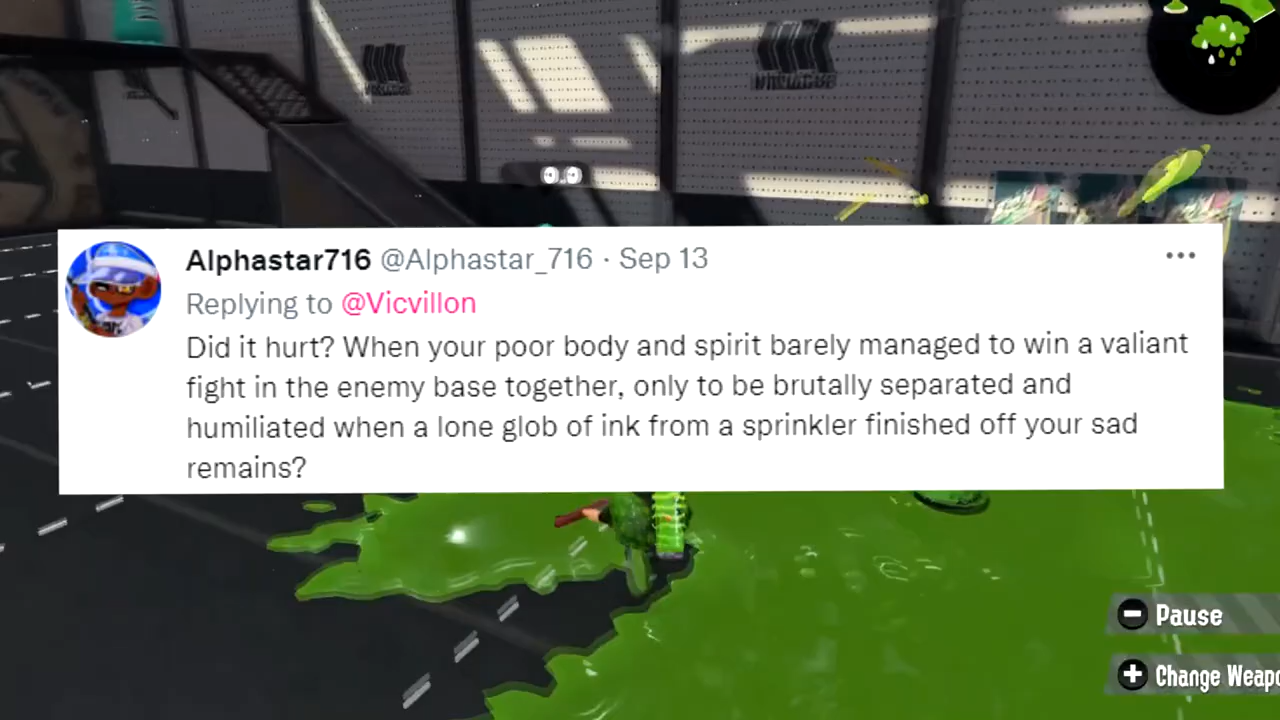 0.0
Alphastar716 @Alphastar_716 · Sep 13
Replying to @Vicvillon
Did it hurt? When your poor body and spirit barely managed to win a valiant
fight in the enemy base together, only to be brutally separated and
humiliated when a lone glob of ink from a sprinkler finished off your sad
remains?
Pause
Change